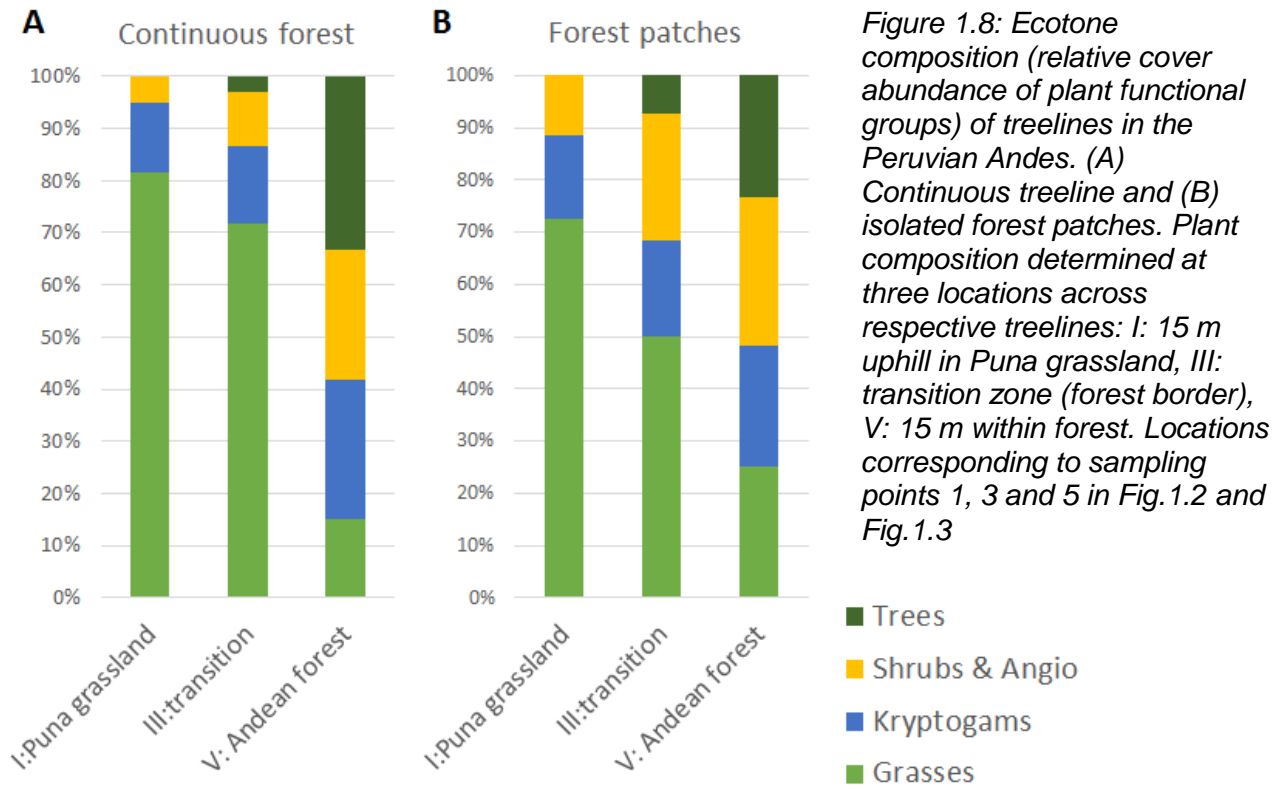 A
Continuous forest
100%
90%
80%
70%
60%
50%
40%
30%
20%
10%
0%
I:Puna grassland
III:transition
V: Andean forest
B
Forest patches
100%
90%
80%
70%
60%
50%
40%
30%
20%
10%
0%
I:Puna grassland
III:transition
V: Andean forest
Figure 1.8: Ecotone
composition (relative cover
abundance of plant functional
groups) of treelines in the
Peruvian Andes. (A)
Continuous treeline and (B)
isolated forest patches. Plant
composition determined at
three locations across
respective treelines: I: 15 m
uphill in Puna grassland, III:
transition zone (forest border),
V: 15 m within forest. Locations
corresponding to sampling
points 1, 3 and 5 in Fig.1.2 and
Fig.1.3
Trees
Shrubs & Angio
Kryptogams
Grasses